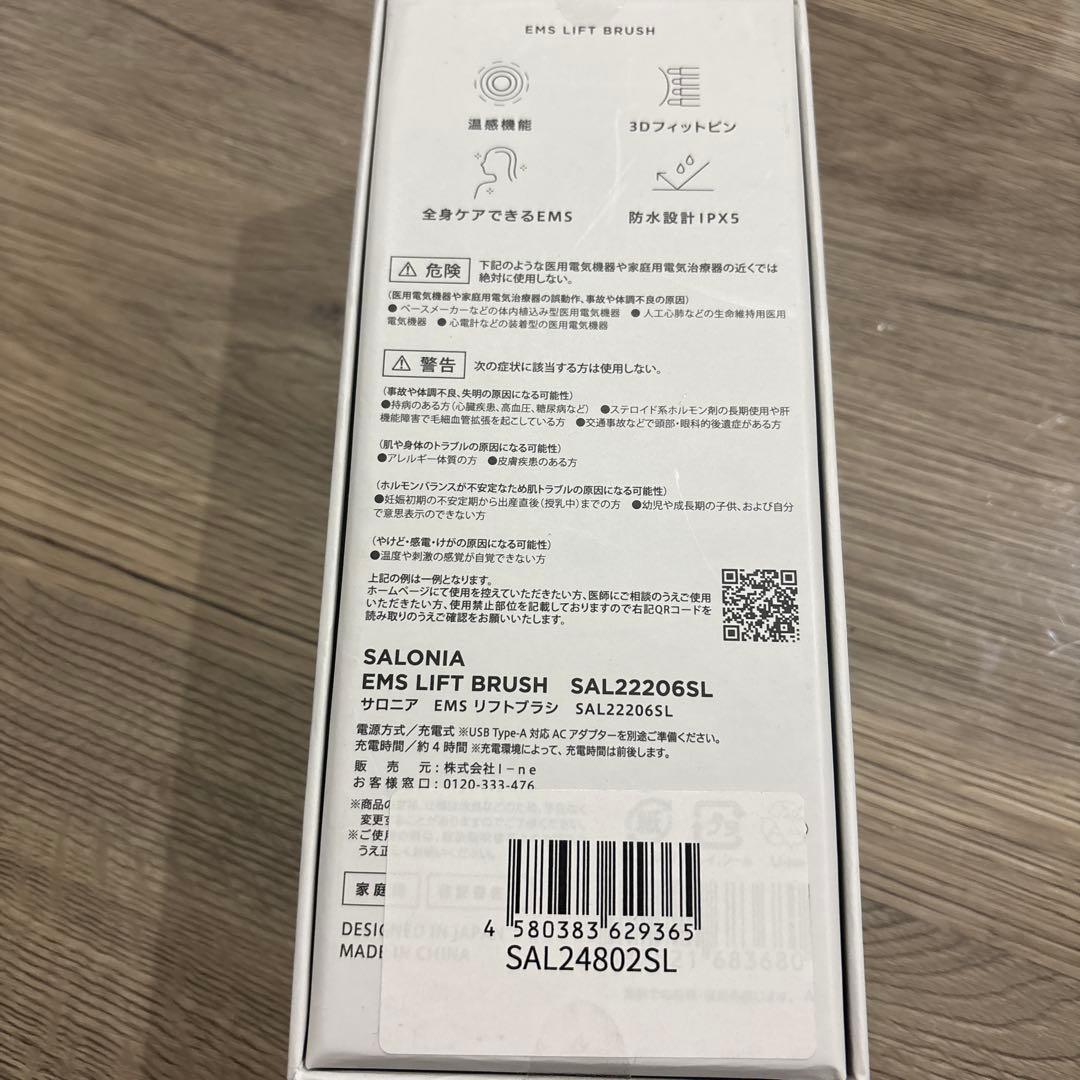 EMS LIFT BRUSH
温感機能
3Dフィットピン
全身ケアできるEMS
防水設計IPX5
危険 下記のような医用電気機器や家庭用電気治療器の近くでは
絶対に使用しない。
(医用電気機器や家庭用電気治療器の誤動作、事故や体調不良の原因)
●ペースメーカーなどの体内植込み型医用電気機器 ●人工心肺などの生命維持用医用
電気機器 ●心電計などの装着型の医用電気機器
警告 次の症状に該当する方は使用しない。
(事故や体調不良、失明の原因になる可能性)
●持病のある方(心臓疾患、高血圧、糖尿病など) ●ステロイド系ホルモン剤の長期使用や肝
機能障害で毛細血管拡張を起こしている方 ●交通事故などで頭部・眼科的後遺症がある方
(肌や身体のトラブルの原因になる可能性)
●アレルギー体質の方 ●皮膚疾患のある方
(ホルモンバランスが不安定なため肌トラブルの原因になる可能性)
●妊娠初期の不安定期から出産直後(授乳中)までの方 ●幼児や成長期の子供、および自分
で意思表示のできない方
(やけど・感電・けがの原因になる可能性)
●温度や刺激の感覚が自覚できない方
上記の例は一例となります。
ホームページにて使用を控えていただきたい方、医師にご相談のうえご使用
いただきたい方、使用禁止部位を記載しておりますので右記QRコードを
読み取りのうえご確認をお願いいたします。
SALONIA
EMS LIFT BRUSH SAL22206SL
サロニア EMS リフトブラシ SAL22206SL
電源方式/充電式 ※USB Type-A 対応 AC アダプターを別途ご準備ください。
充電時間/約4時間 ※充電環境によって、充電時間は前後します。
販売元:株式会社I-ne
お客様窓口:0120-333-476
※商品の
変更す
※ご使用
うえ正
家庭
DESIGNED IN JAPAN
MADE IN CHINA
4 580383 629365
SAL24802SL